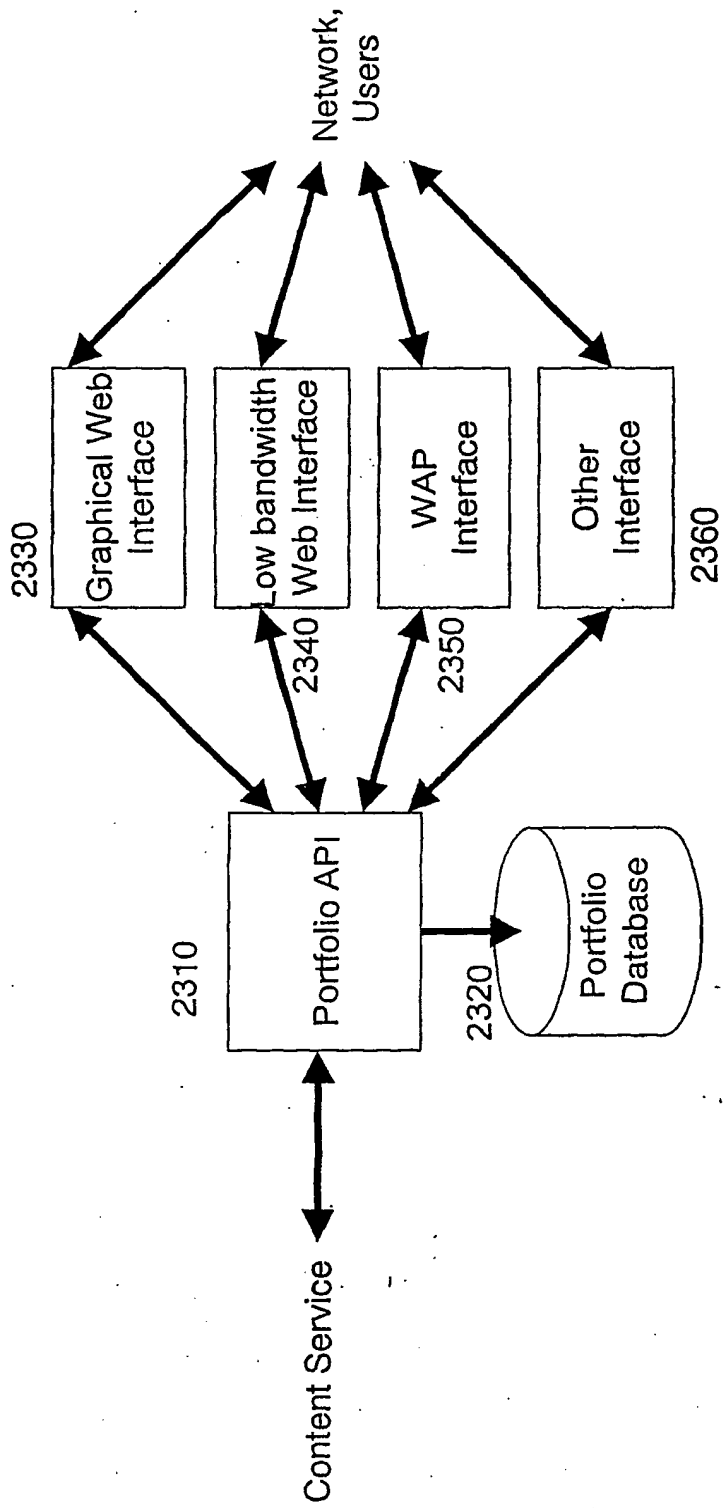 Content Service
2310
Portfolio API
2320
Portfolio
Database
2330
Graphical Web
Interface
2340
Low bandwidth
Web Interface
2350
WAP
Interface
Other
Interface
2360
Network,
Users